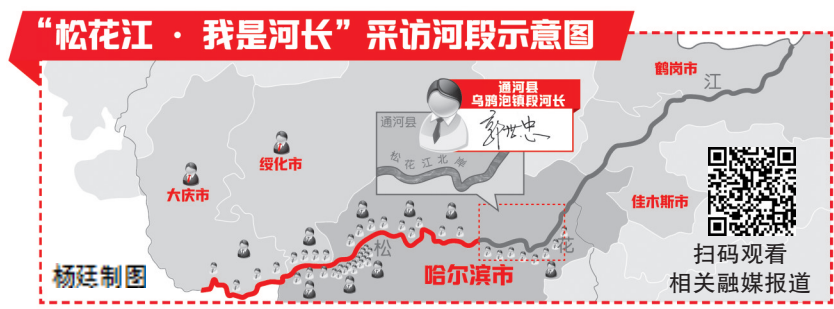 “松花江 · 我是河长”采访河段示意图
鹤岗市
江
通河县
乌鸦泡镇段河长
郭世忠
通河县
松花江北岸
绥化市
大庆市
佳木斯市
松
花
哈尔滨市
扫码观看
相关融媒报道
杨廷制图